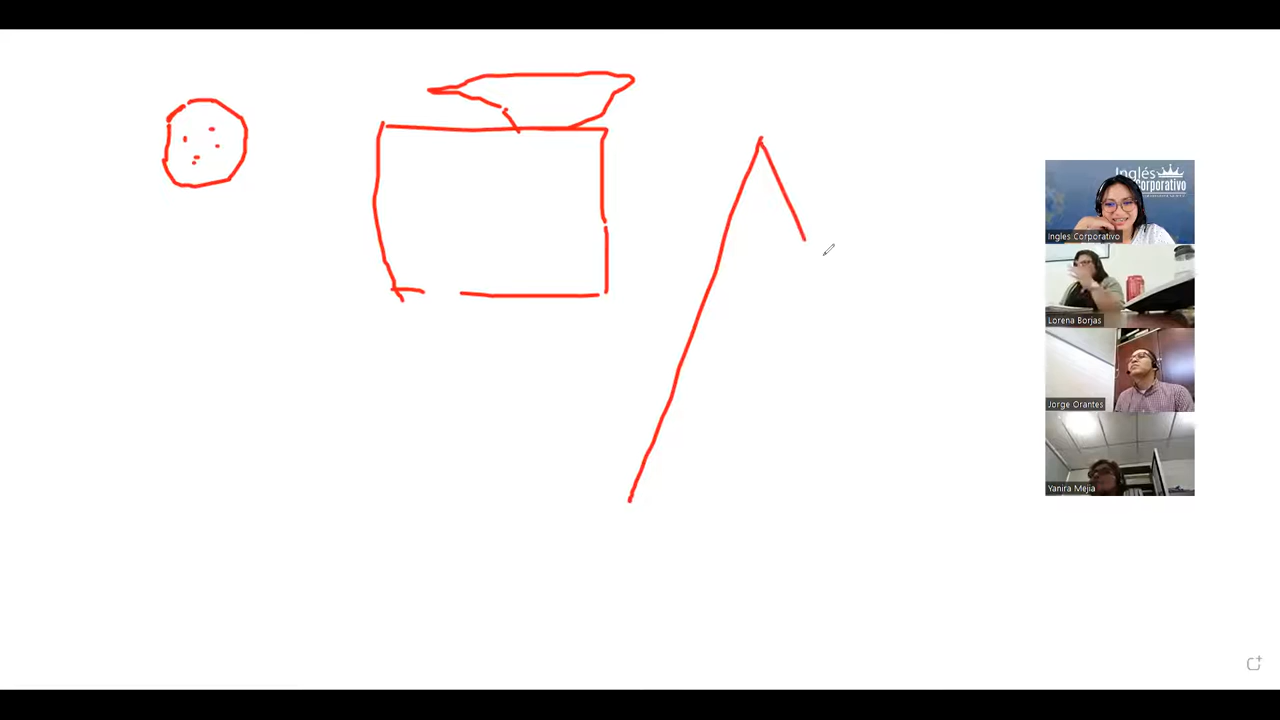 Inglés
Corporativo
Ingles Corporativo
Lorena Borjas
Jorge Orantes
Yanira Mejia